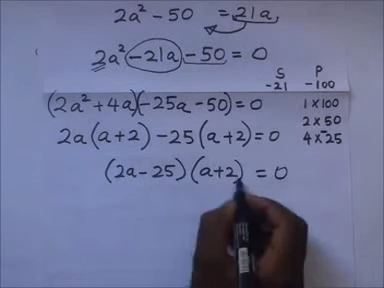 2a² - 50 = 21a
2a² - 21a - 50 = 0
S P
-21 -100
(2a² + 4a)(-25a - 50) = 0 1 x 100
2a(a+2) - 25(a+2) = 0 2 x 50
4 x -25
(2a - 25)(a+2) = 0